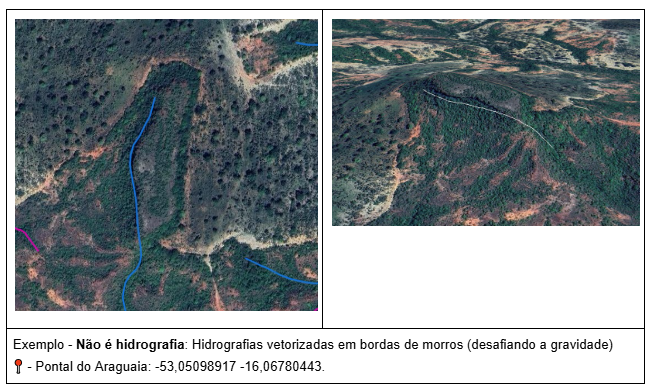 Exemplo - Não é hidrografia: Hidrografias vetorizadas em bordas de morros (desafiando a gravidade)
📍 - Pontal do Araguaia: -53,05098917 -16,06780443.